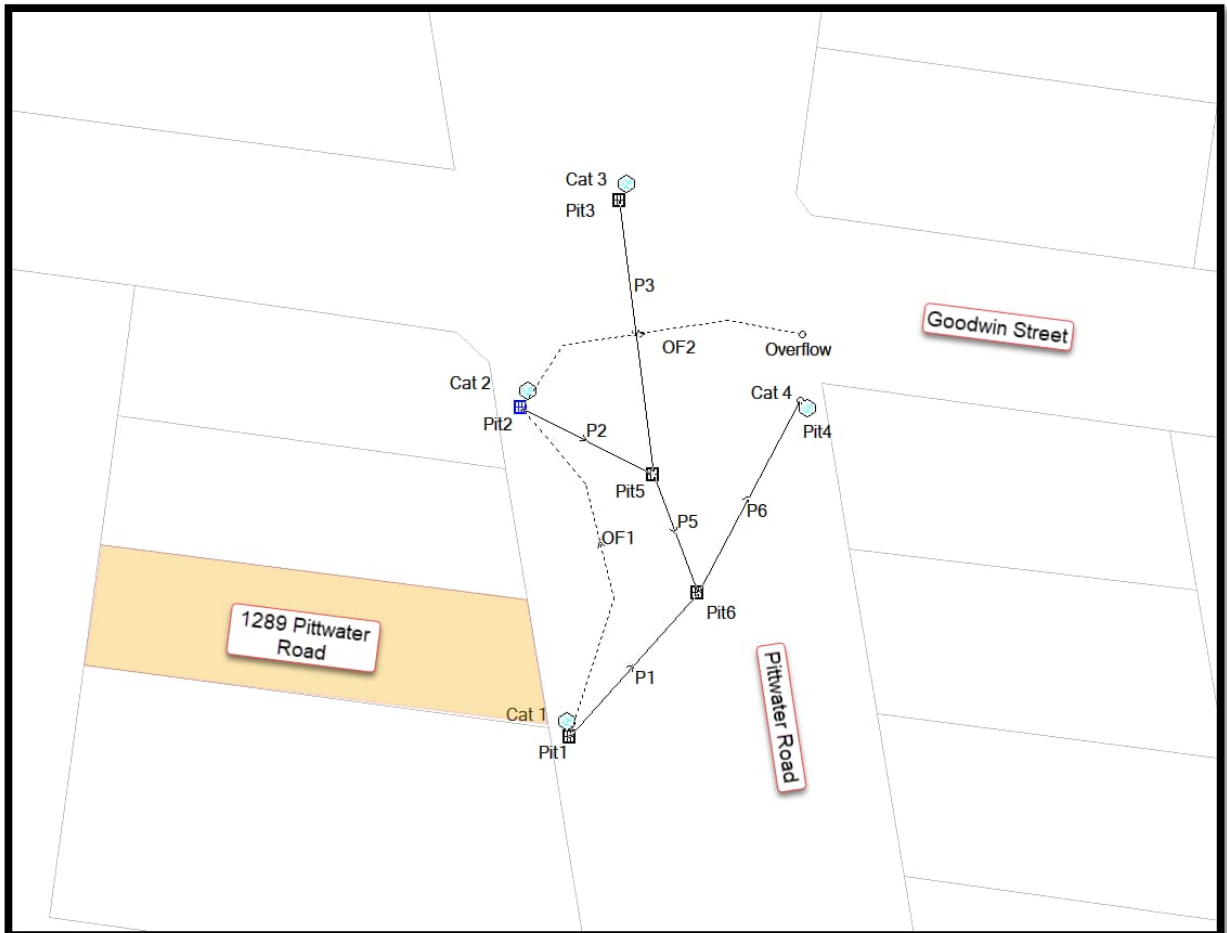 Cat 3
Pit3
P3
Goodwin Street
OF2
Overflow
Cat 2
Cat 4
Pit2
P2
Pit4
Pit5
P5
P6
OF1
1289 Pittwater
Road
Pit6
P1
Pittwater Road
Cat 1
Pit1